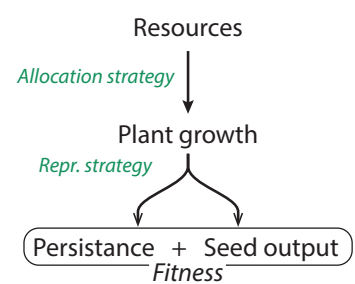 Resources
Allocation strategy
Plant growth
Repr. strategy
Persistance + Seed output
Fitness